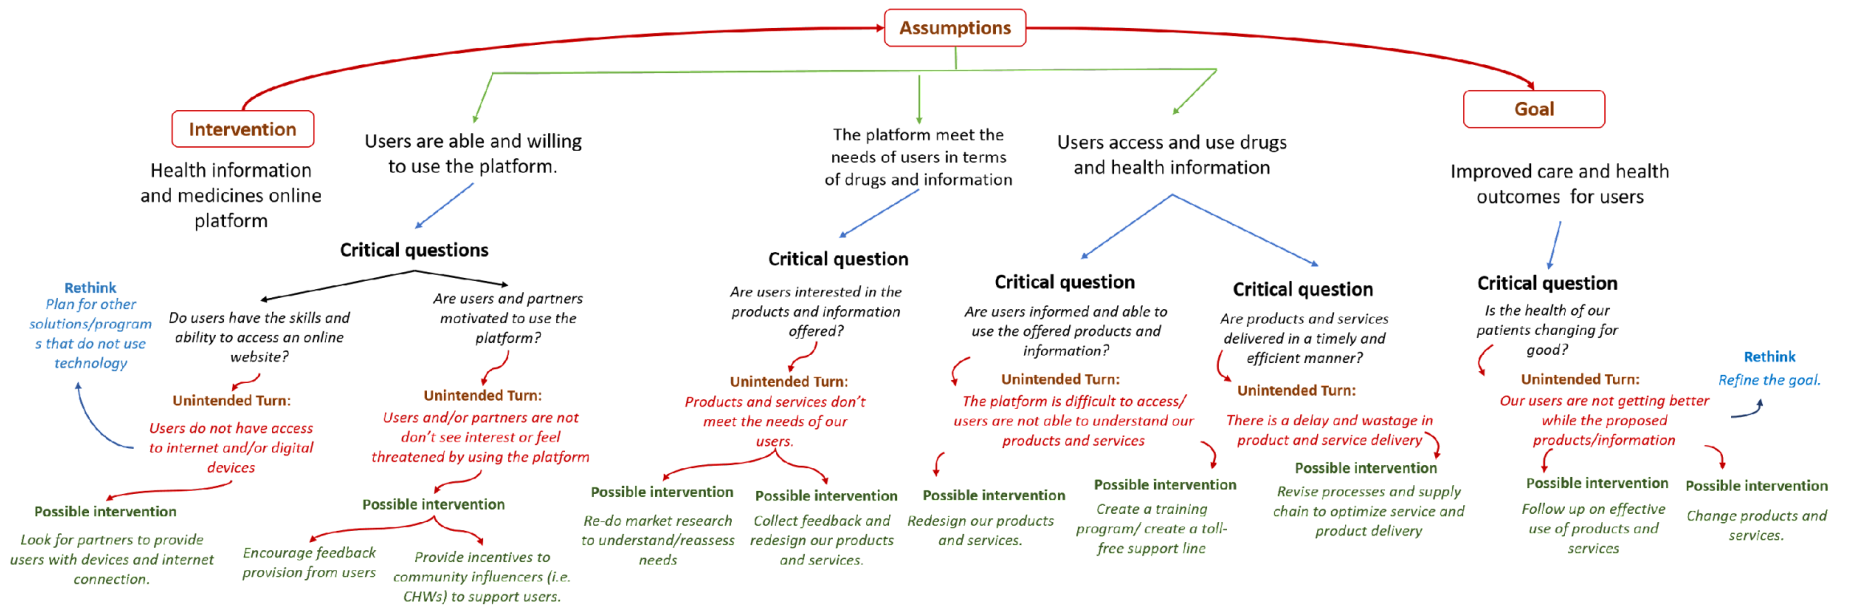 Assumptions
Intervention
Health information
and medicines online
platform
Goal
Improved care and health
outcomes for users
Users are able and willing
to use the platform.
The platform meet the
needs of users in terms
of drugs and information
Users access and use drugs
and health information
Critical questions
Do users have the skills and
ability to access an online
website?
Are users and partners
motivated to use the
platform?
Rethink
Plan for other
solutions/program
s that do not use
technology
Unintended Turn:
Users do not have access
to internet and/or digital
devices
Possible intervention
Look for partners to provide
users with devices and internet
connection.
Unintended Turn:
Users and/or partners are not
don't see interest or feel
threatened by using the platform
Possible intervention
Encourage feedback
provision from users
Provide incentives to
community influencers (i.e.
CHWs) to support users.
Critical question
Are users interested in the
products and information
offered?
Unintended Turn:
Products and services don't
meet the needs of our
users.
Possible intervention
Re-do market research
to understand/reassess
needs
Possible intervention
Collect feedback and
redesign our products
and services.
Critical question
Are users informed and able to
use the offered products and
information?
Unintended Turn:
The platform is difficult to access/
users are not able to understand our
products and services
Possible intervention
Redesign our products
and services.
Possible intervention
Create a training
program/ create a toll-
free support line
Critical question
Are products and services
delivered in a timely and
efficient manner?
Unintended Turn:
There is a delay and wastage in
product and service delivery
Possible intervention
Revise processes and supply
chain to optimize service and
product delivery
Critical question
Is the health of our
patients changing for
good?
Unintended Turn:
Our users are not getting better
while the proposed
products/information
Rethink
Refine the goal.
Possible intervention
Follow up on effective
use of products and
services
Possible intervention
Change products and
services.